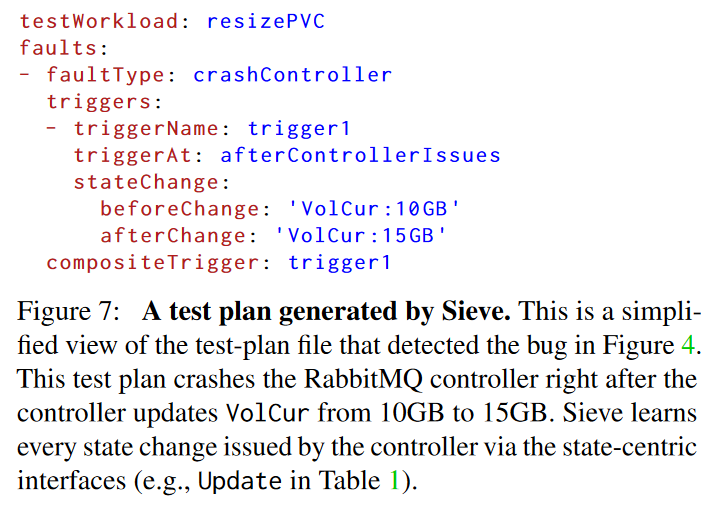 testWorkload: resizePVC
faults:
- faultType: crashController
  triggers:
  - triggerName: trigger1
    triggerAt: afterControllerIssues
    stateChange:
      beforeChange: 'VolCur:10GB'
      afterChange: 'VolCur:15GB'
  compositeTrigger: trigger1
Figure 7: A test plan generated by Sieve. This is a simpli-
fied view of the test-plan file that detected the bug in Figure 4.
This test plan crashes the RabbitMQ controller right after the
controller updates VolCur from 10GB to 15GB. Sieve learns
every state change issued by the controller via the state-centric
interfaces (e.g., Update in Table 1).